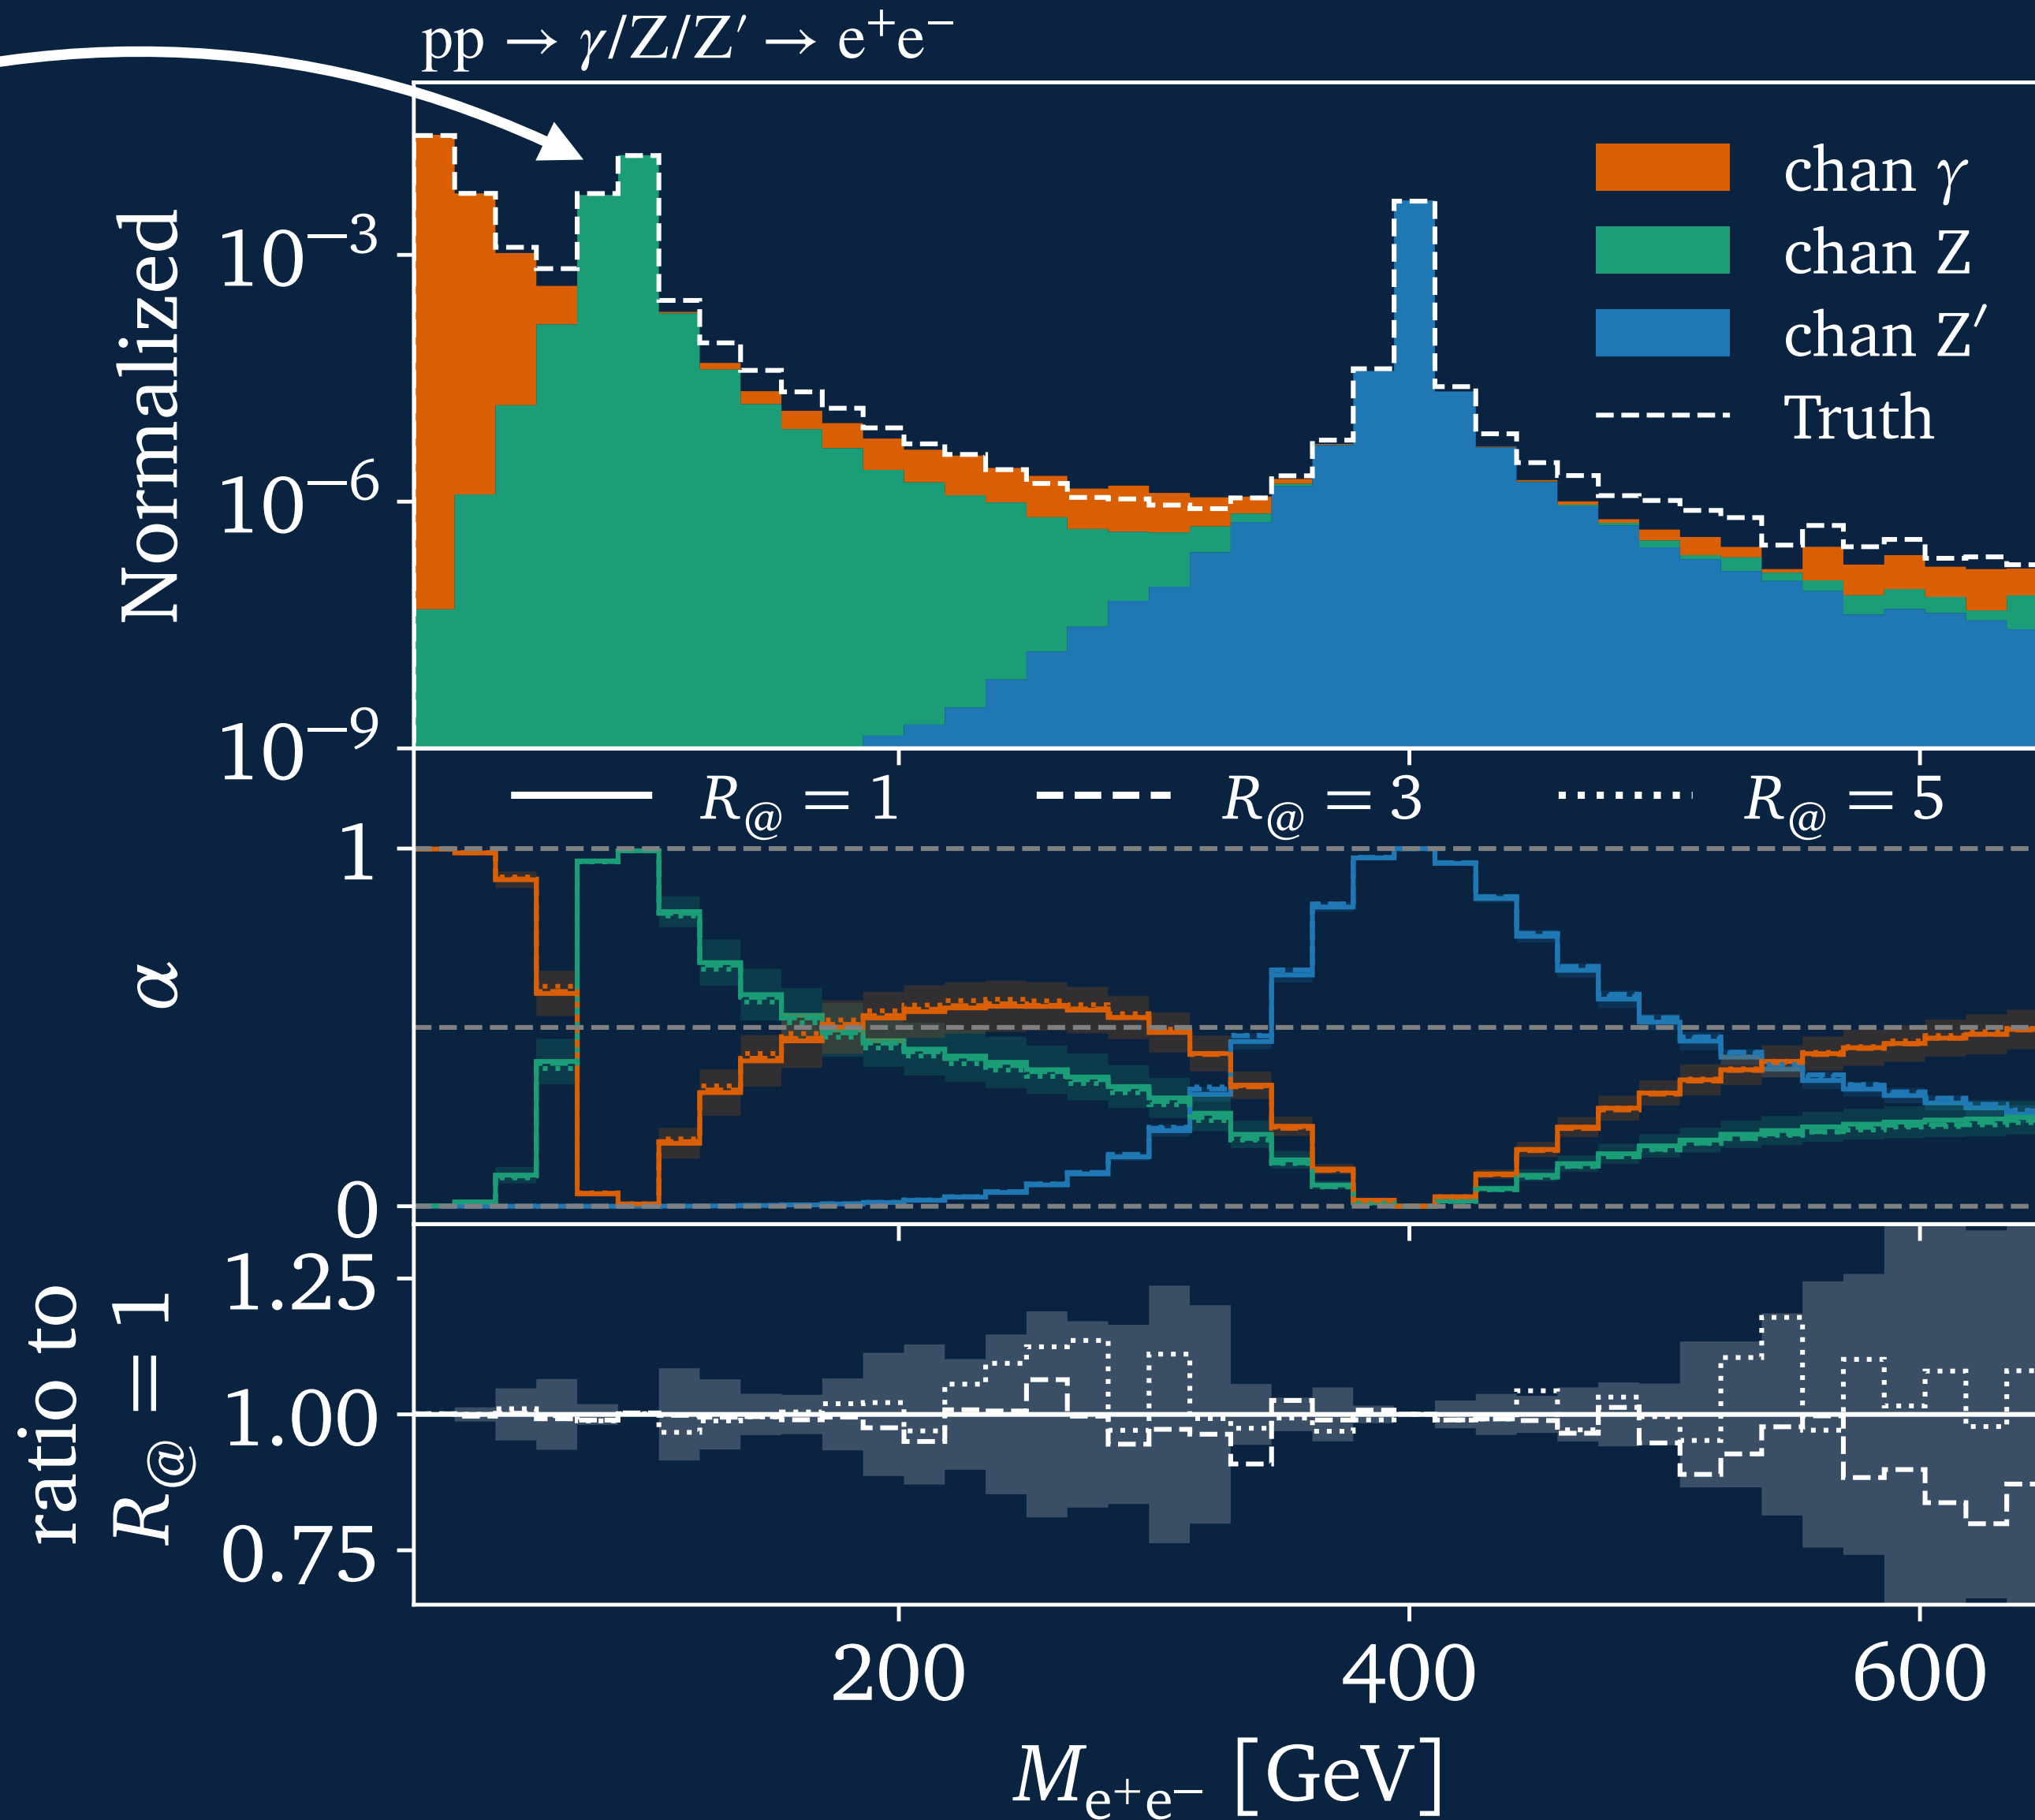 pp → γ/Z/Z′ → e⁺e⁻
Normalized
10⁻³
10⁻⁶
10⁻⁹
chan γ
chan Z
chan Z′
Truth
R@ = 1
R@ = 3
R@ = 5
α
1
0
ratio to
R@ = 1
1.25
1.00
0.75
200
400
600
Mₑ⁺ₑ⁻ [GeV]